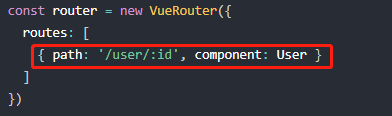 const router = new VueRouter({
  routes: [
    { path: '/user/:id', component: User }
  ]
})